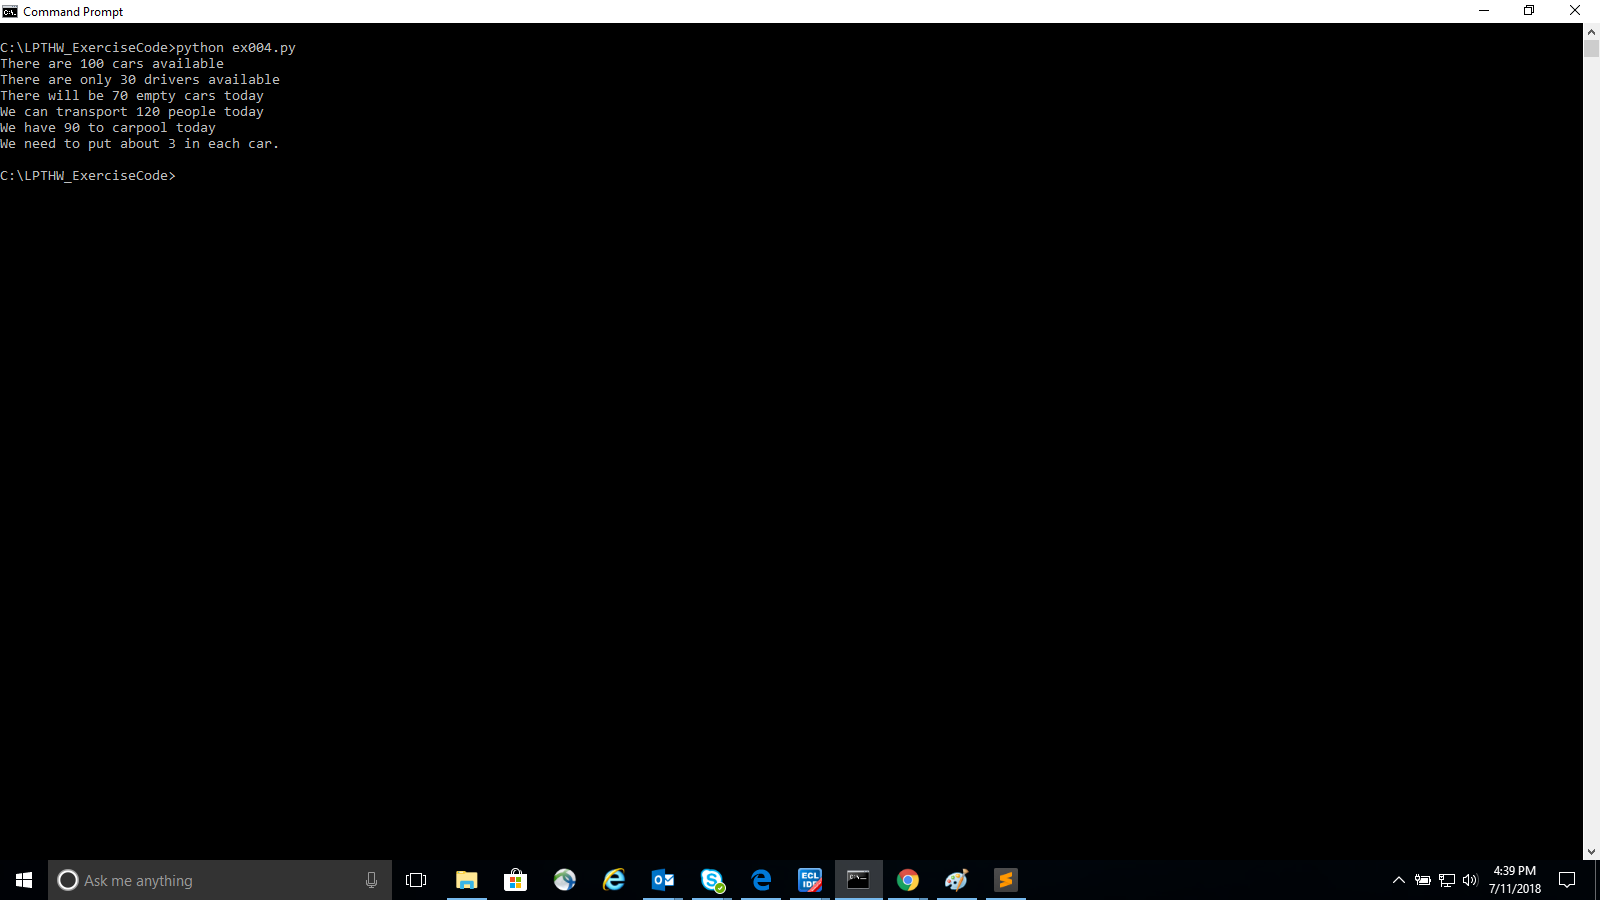 Command Prompt
C:\LPTHW_ExerciseCode>python ex004.py
There are 100 cars available
There are only 30 drivers available
There will be 70 empty cars today
We can transport 120 people today
We have 90 to carpool today
We need to put about 3 in each car.
C:\LPTHW_ExerciseCode>
Ask me anything
ECL
IDE
4:39 PM
7/11/2018